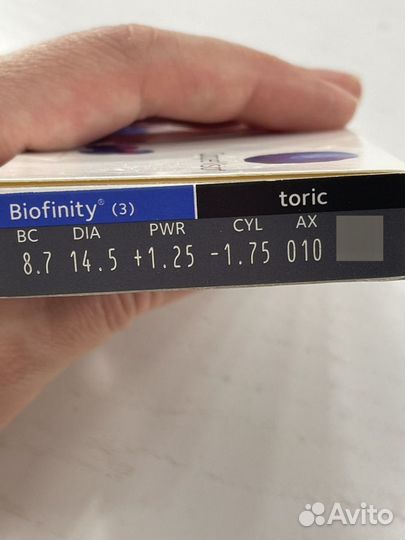 Biofinity® (3) toric
BC DIA PWR CYL AX
8.7 14.5 +1.25 -1.75 010
Avito